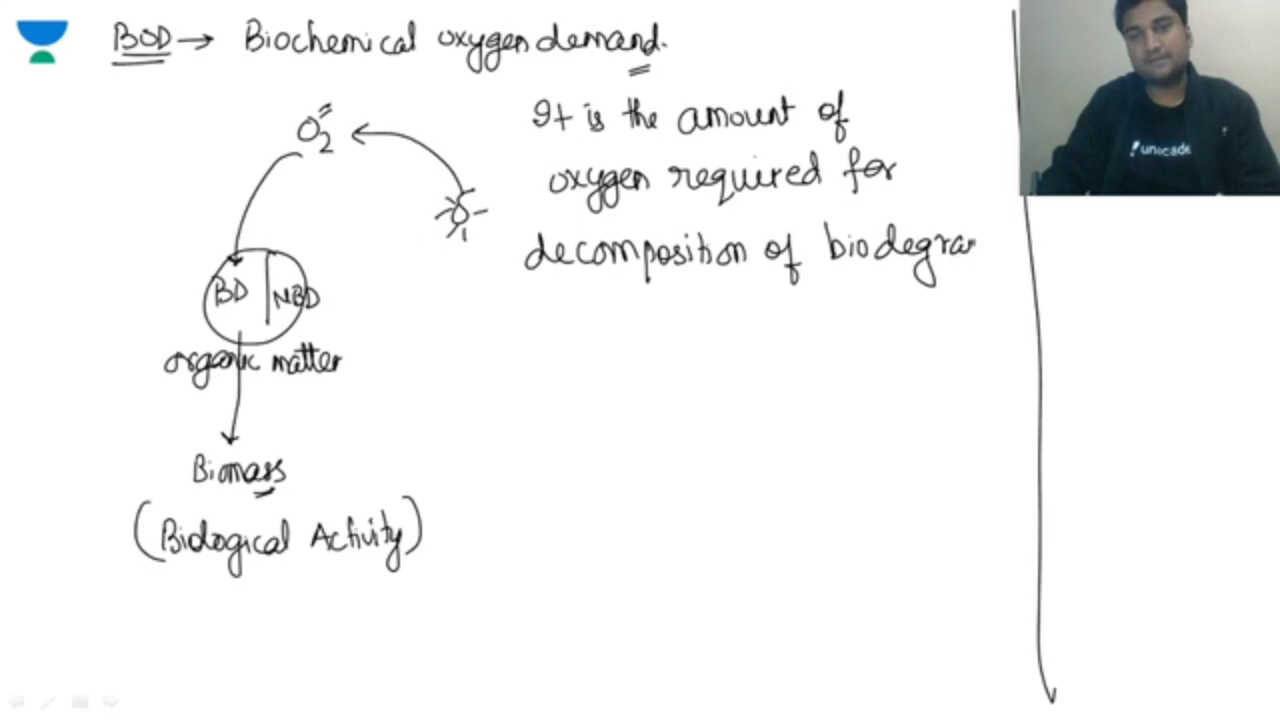 BOD → Biochemical oxygen demand.
O2
It is the amount of
oxygen required for
decomposition of biodegra
BD NBD
organic matter
Biomass
(Biological Activity)
unacade